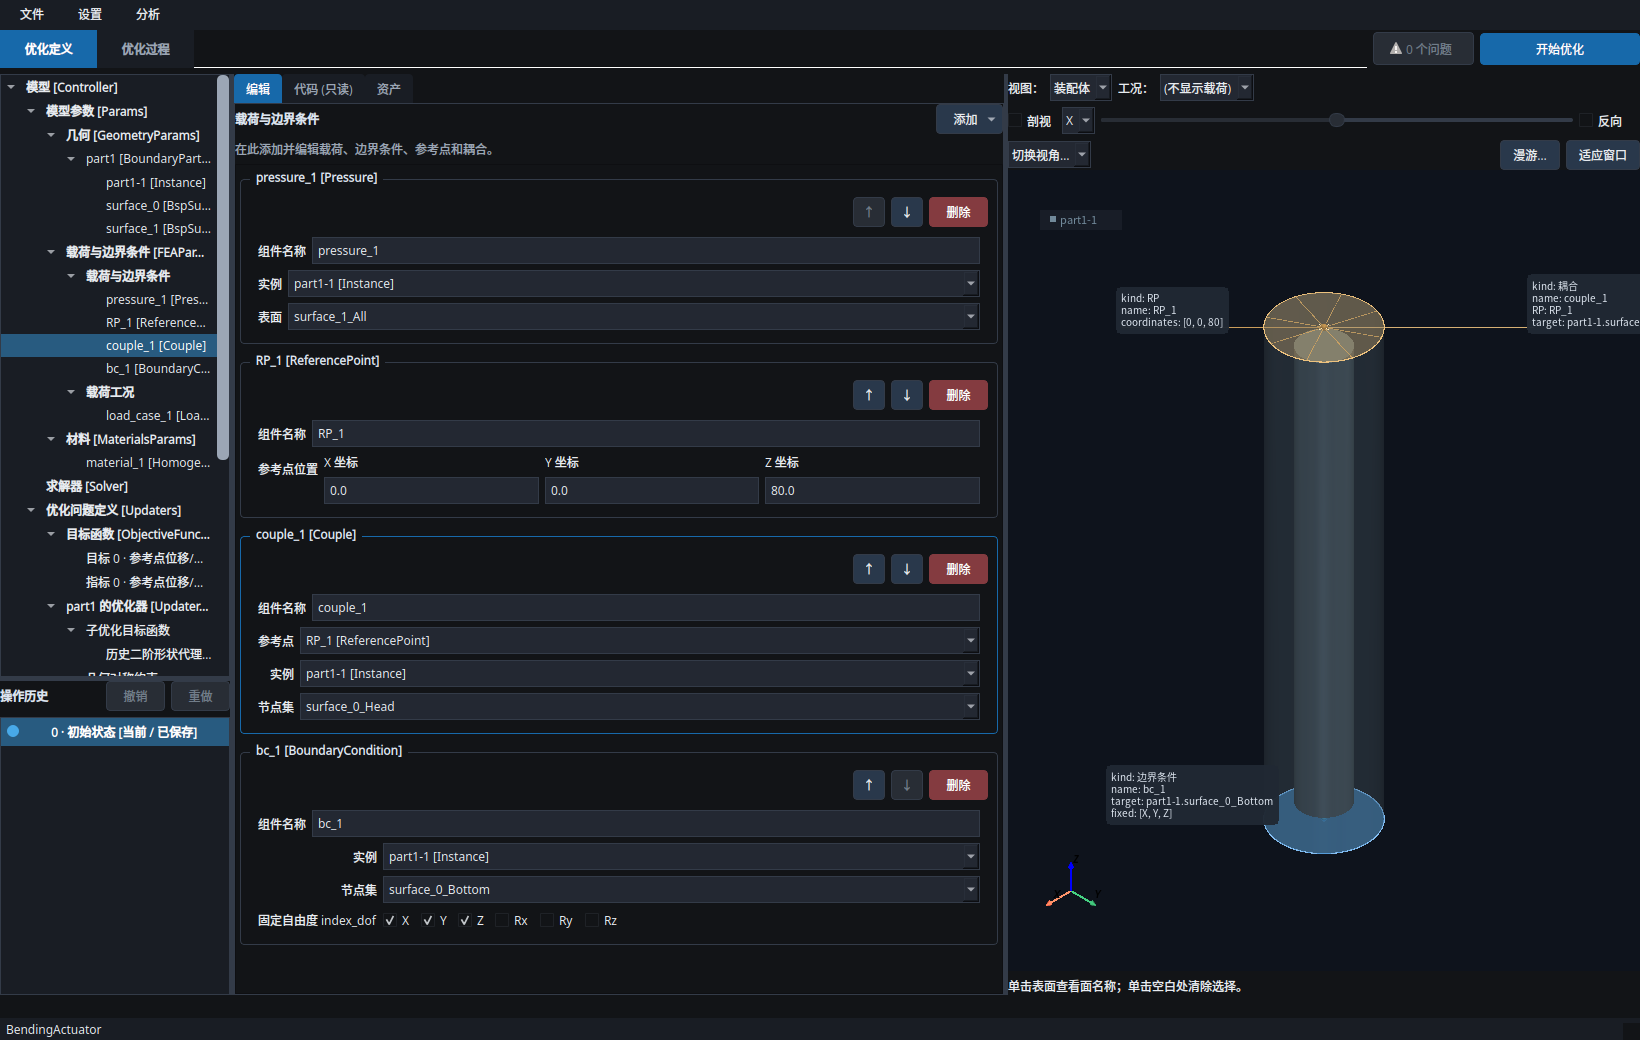 文件 设置 分析
优化定义 优化过程 0 个问题 开始优化
模型 [Controller]
模型参数 [Params]
几何 [GeometryParams]
part1 [BoundaryPart...
part1-1 [Instance]
surface_0 [BspSu...
surface_1 [BspSu...
载荷与边界条件 [FEAPar...
载荷与边界条件
pressure_1 [Pres...
RP_1 [Reference...
couple_1 [Couple]
bc_1 [BoundaryC...
载荷工况
load_case_1 [Loa...
材料 [MaterialsParams]
material_1 [Homoge...
求解器 [Solver]
优化问题定义 [Updaters]
目标函数 [ObjectiveFunc...
目标 0 · 参考点位移/...
指标 0 · 参考点位移/...
part1 的优化器 [Updater...
子优化目标函数
历史二阶形状代理...
操作历史 撤销 重做
0 · 初始状态 [当前 / 已保存]
编辑 代码 (只读) 资产
载荷与边界条件 添加
在此添加并编辑载荷、边界条件、参考点和耦合。
pressure_1 [Pressure]
↑ ↓ 删除
组件名称 pressure_1
实例 part1-1 [Instance]
表面 surface_1_All
RP_1 [ReferencePoint]
↑ ↓ 删除
组件名称 RP_1
参考点位置 X 坐标 Y 坐标 Z 坐标
0.0 0.0 80.0
couple_1 [Couple]
↑ ↓ 删除
组件名称 couple_1
参考点 RP_1 [ReferencePoint]
实例 part1-1 [Instance]
节点集 surface_0_Head
bc_1 [BoundaryCondition]
↑ ↓ 删除
组件名称 bc_1
实例 part1-1 [Instance]
节点集 surface_0_Bottom
固定自由度 index_dof X Y Z Rx Ry Rz
视图： 装配体 工况： (不显示载荷)
剖视 X 反向
切换视角... 漫游... 适应窗口
part1-1
kind: RP
name: RP_1
coordinates: [0, 0, 80]
kind: 耦合
name: couple_1
RP: RP_1
target: part1-1.surface
kind: 边界条件
name: bc_1
target: part1-1.surface_0_Bottom
fixed: [X, Y, Z]
单击表面查看面名称；单击空白处清除选择。
BendingActuator